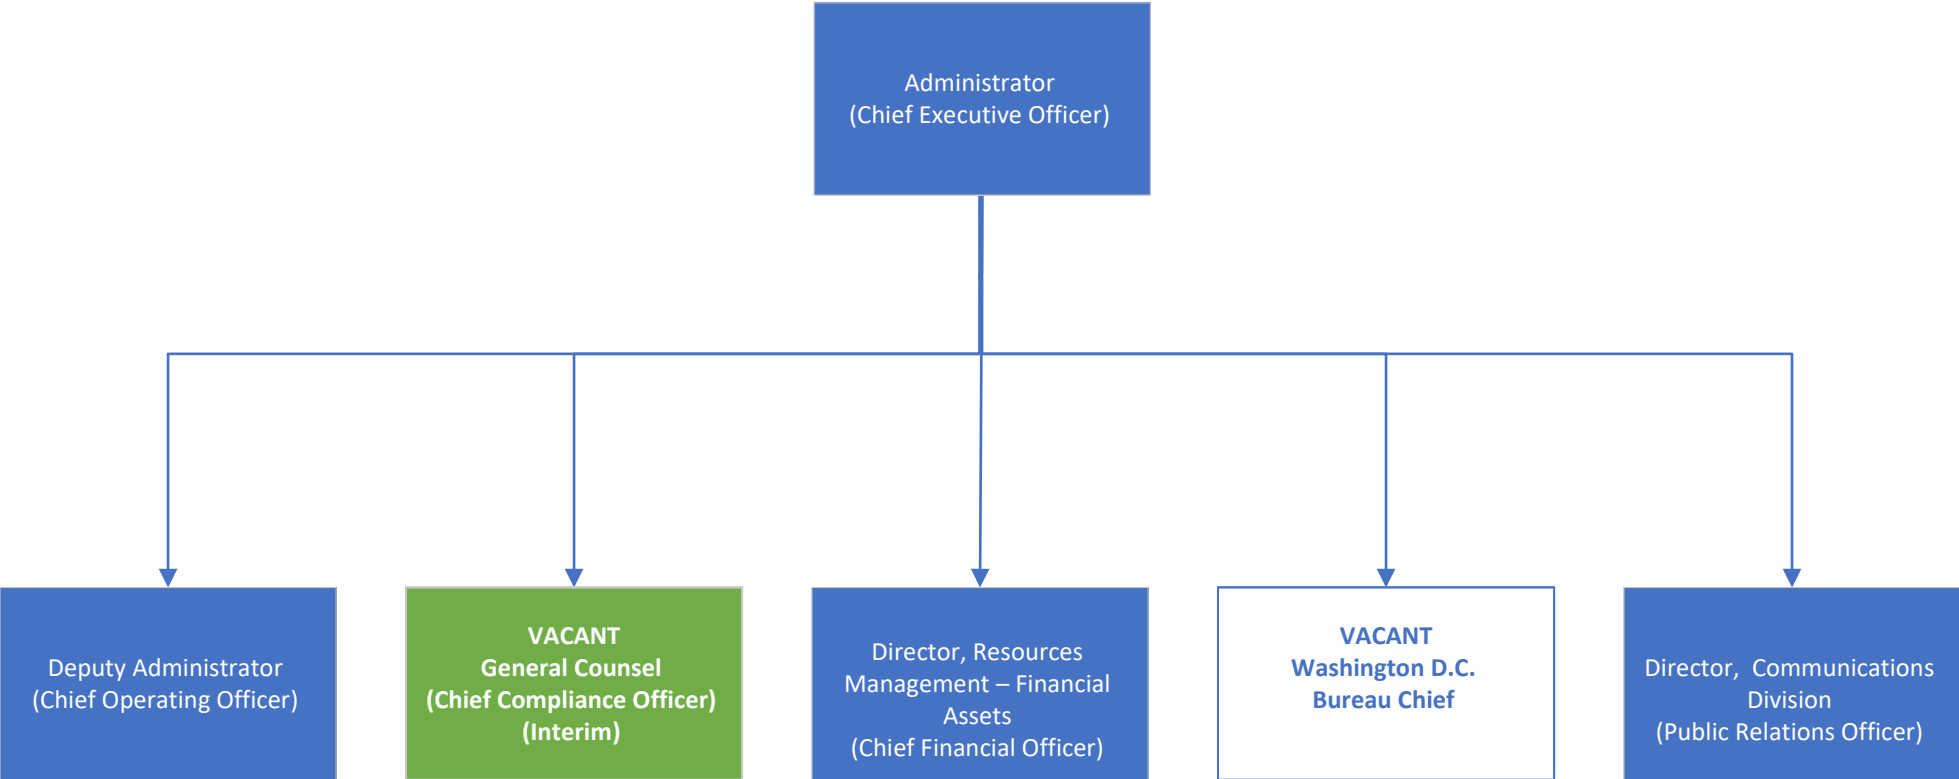 Administrator
(Chief Executive Officer)
Deputy Administrator
(Chief Operating Officer)
VACANT
General Counsel
(Chief Compliance Officer)
(Interim)
Director, Resources
Management – Financial
Assets
(Chief Financial Officer)
VACANT
Washington D.C.
Bureau Chief
Director,  Communications
Division
(Public Relations Officer)